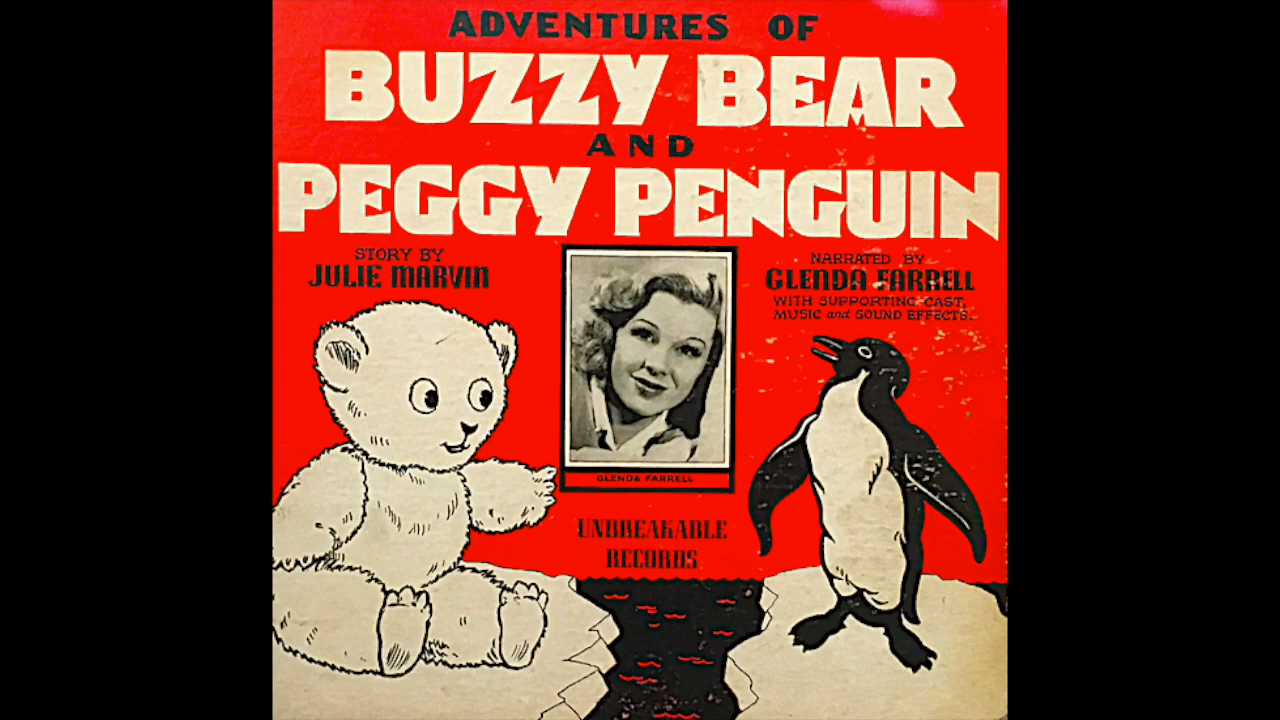 ADVENTURES OF
BUZZY BEAR
AND
PEGGY PENGUIN
STORY BY
JULIE MARVIN
NARRATED BY
GLENDA FARRELL
WITH SUPPORTING CAST,
MUSIC and SOUND EFFECTS.
GLENDA FARRELL
UNBREAKABLE
RECORDS